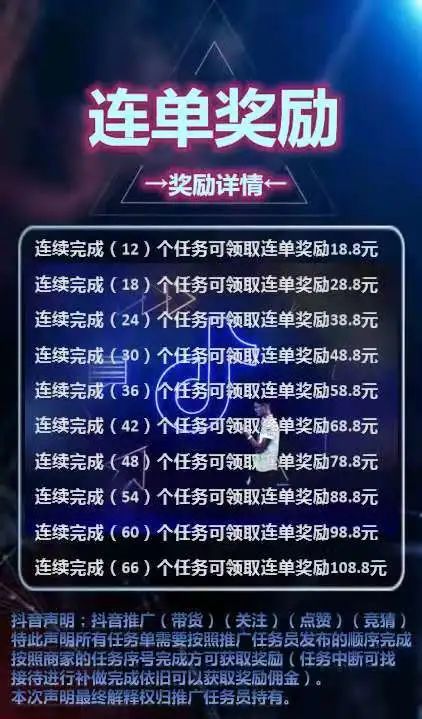 连单奖励
→奖励详情←
连续完成（12）个任务可领取连单奖励18.8元
连续完成（18）个任务可领取连单奖励28.8元
连续完成（24）个任务可领取连单奖励38.8元
连续完成（30）个任务可领取连单奖励48.8元
连续完成（36）个任务可领取连单奖励58.8元
连续完成（42）个任务可领取连单奖励68.8元
连续完成（48）个任务可领取连单奖励78.8元
连续完成（54）个任务可领取连单奖励88.8元
连续完成（60）个任务可领取连单奖励98.8元
连续完成（66）个任务可领取连单奖励108.8元
抖音声明：抖音推广（带货）（关注）（点赞）（竞猜）
特此声明所有任务单需要按照推广任务员发布的顺序完成
按照商家的任务序号完成方可获取奖励（任务中断可找
接待进行补做完成依旧可以获取奖励佣金）。
本次声明最终解释权归推广任务员持有。